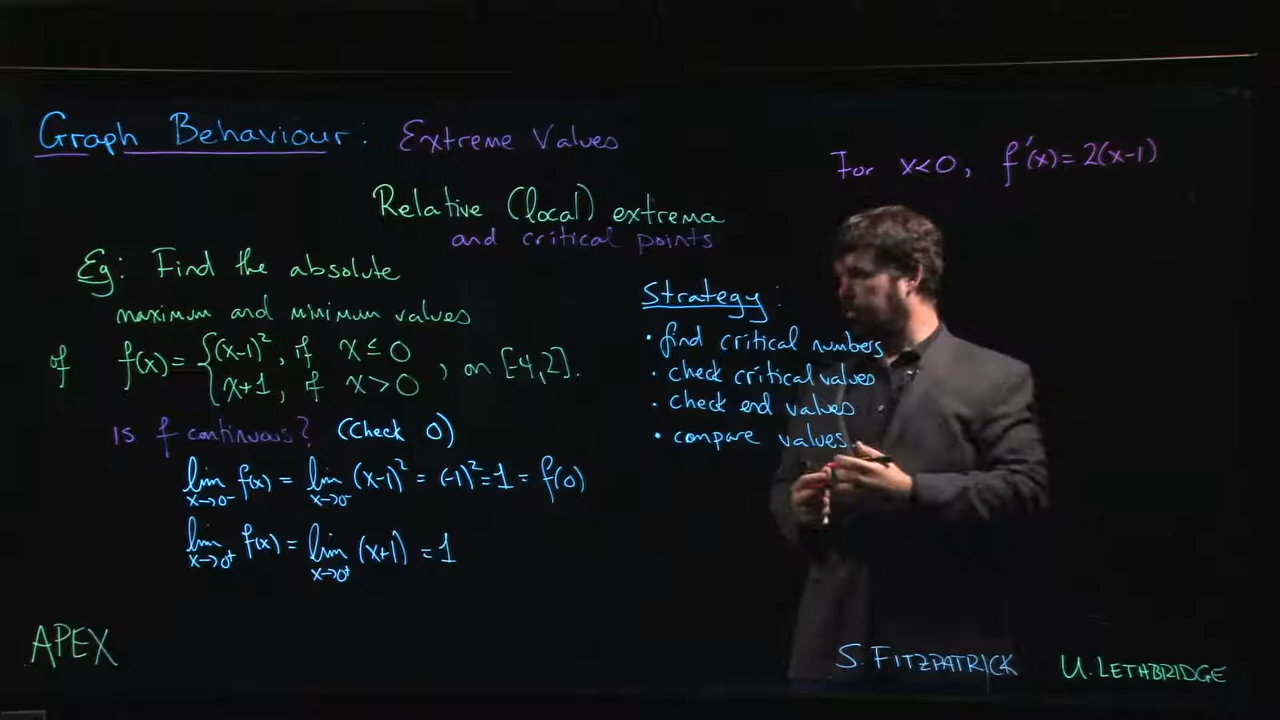 Graph Behaviour: Extreme Values
Relative (local) extrema
and critical points
Eg: Find the absolute
maximum and minimum values
of f(x) = { (x-1)², if x ≤ 0
x+1, if x > 0 , on [-4,2].
Is f continuous? (Check 0)
lim x→0⁻ f(x) = lim x→0⁻ (x-1)² = (-1)² = 1 = f(0)
lim x→0⁺ f(x) = lim x→0⁺ (x+1) = 1
APEX
For x<0, f'(x) = 2(x-1)
Strategy:
• find critical numbers
• check critical values
• check end values
• compare values.
S. FITZPATRICK
U. LETHBRIDGE